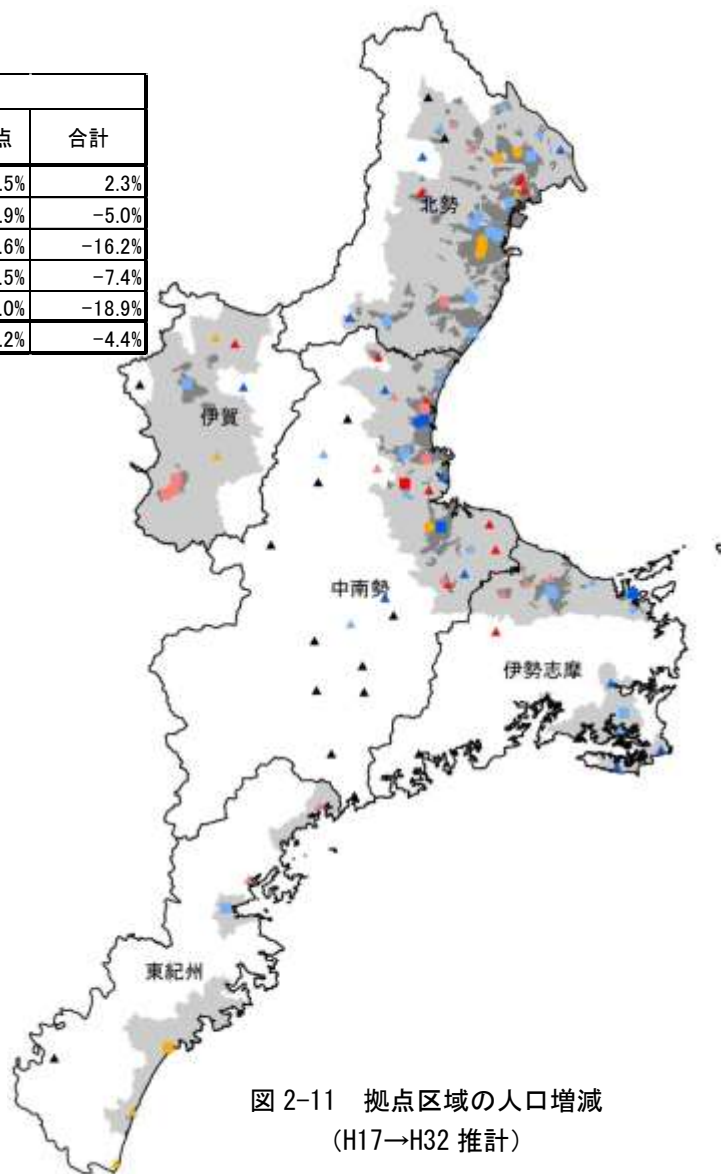 点 合計
.5% 2.3%
.9% -5.0%
.6% -16.2%
.5% -7.4%
.0% -18.9%
.2% -4.4%
北勢
伊賀
中南勢
伊勢志摩
東紀州
図 2-11 拠点区域の人口増減
(H17→H32 推計)